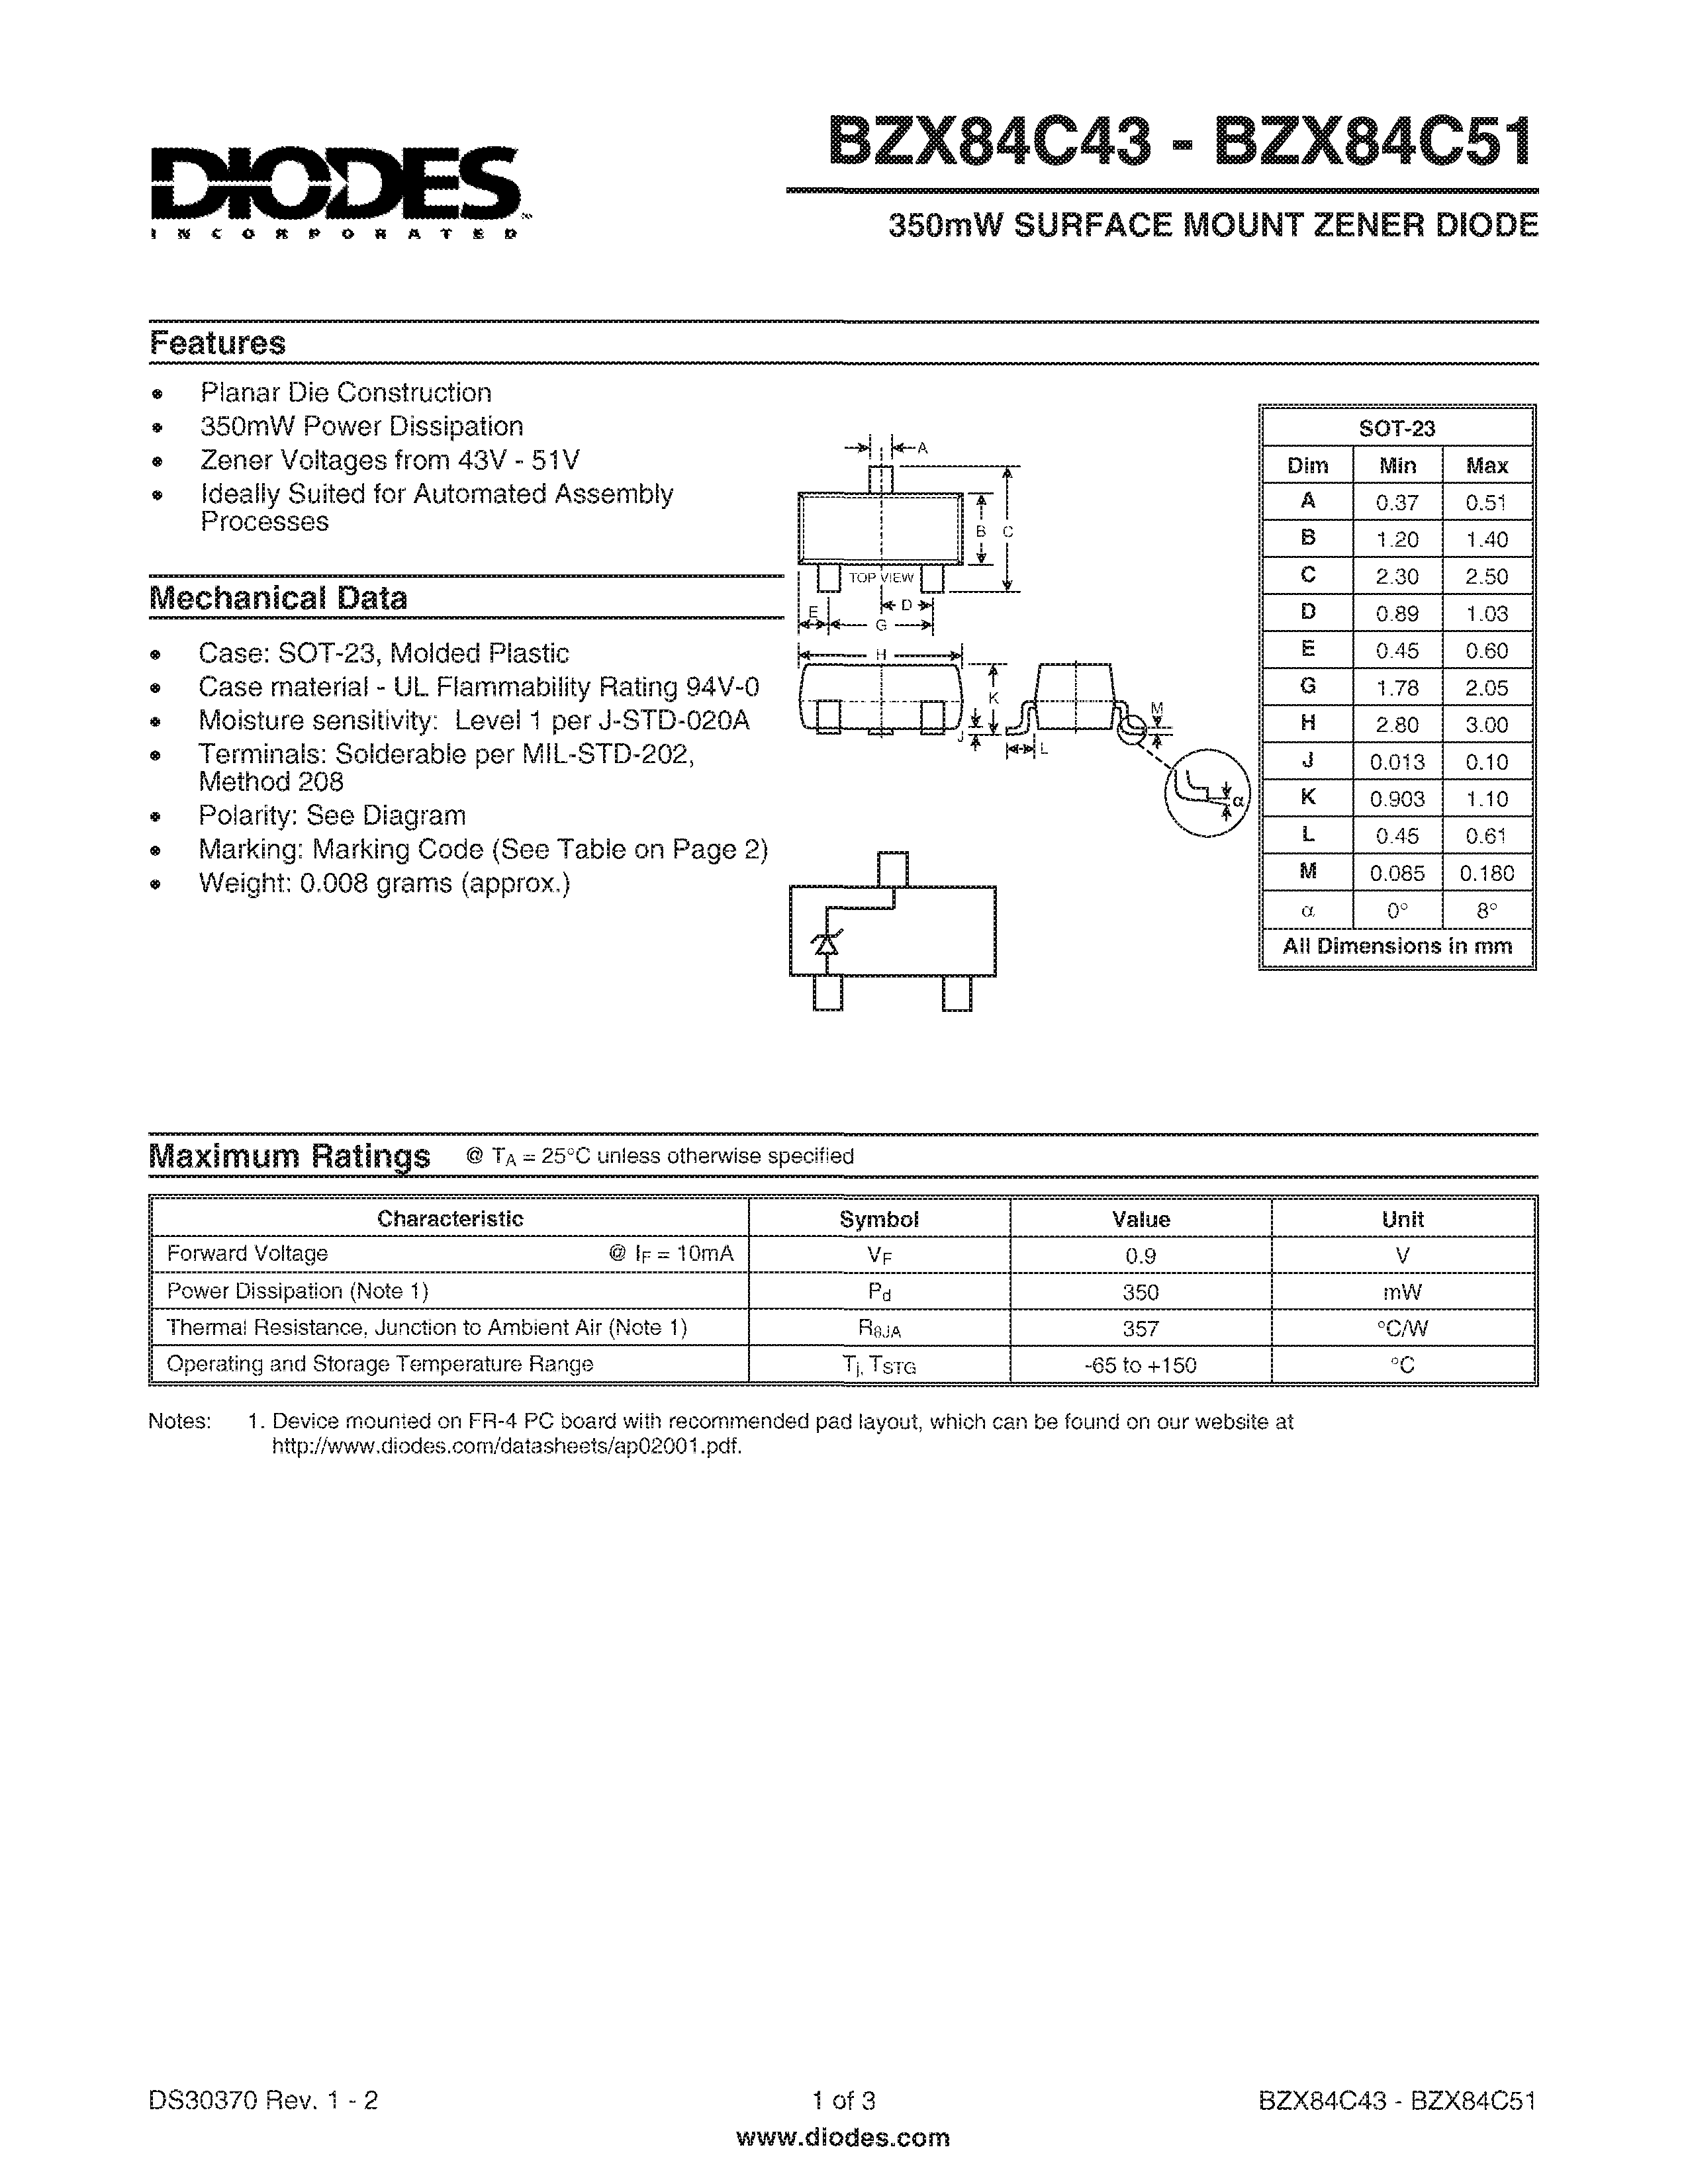 BZX84C43 - BZX84C51
DIODES
INCORPORATED
350mW SURFACE MOUNT ZENER DIODE
Features
• Planar Die Construction
• 350mW Power Dissipation
• Zener Voltages from 43V - 51V
• Ideally Suited for Automated Assembly
Processes
Mechanical Data
• Case: SOT-23, Molded Plastic
• Case material - UL Flammability Rating 94V-0
• Moisture sensitivity: Level 1 per J-STD-020A
• Terminals: Solderable per MIL-STD-202,
Method 208
• Polarity: See Diagram
• Marking: Marking Code (See Table on Page 2)
• Weight: 0.008 grams (approx.)
A
B C
TOP VIEW
E D
G
H
K
J
L
M
α
SOT-23
Dim Min Max
A 0.37 0.51
B 1.20 1.40
C 2.30 2.50
D 0.89 1.03
E 0.45 0.60
G 1.78 2.05
H 2.80 3.00
J 0.013 0.10
K 0.903 1.10
L 0.45 0.61
M 0.085 0.180
α 0° 8°
All Dimensions in mm
Maximum Ratings @ TA = 25°C unless otherwise specified
Characteristic Symbol Value Unit
Forward Voltage @ IF = 10mA VF 0.9 V
Power Dissipation (Note 1) Pd 350 mW
Thermal Resistance, Junction to Ambient Air (Note 1) RθJA 357 °C/W
Operating and Storage Temperature Range Tj, TSTG -65 to +150 °C
Notes: 1. Device mounted on FR-4 PC board with recommended pad layout, which can be found on our website at
http://www.diodes.com/datasheets/ap02001.pdf.
DS30370 Rev. 1 - 2
1 of 3
BZX84C43 - BZX84C51
www.diodes.com